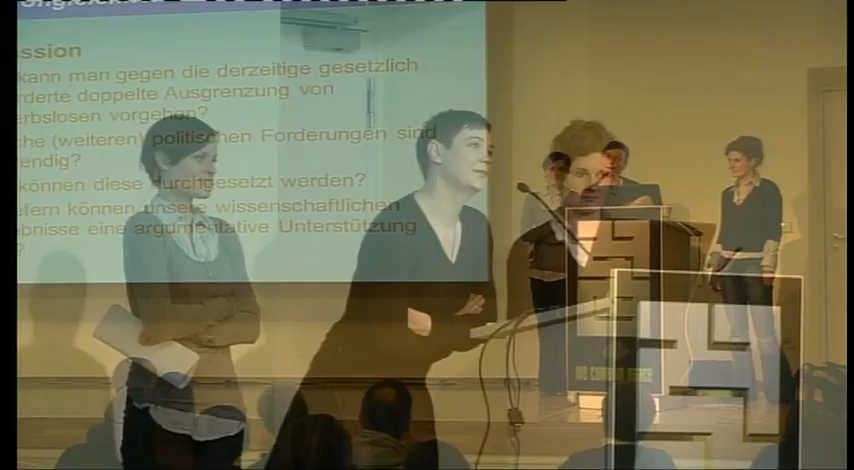 ssion
kann man gegen die derzeitige gesetzlich
rderte doppelte Ausgrenzung von
erbslosen vorgehen?
che (weiteren) politischen Forderungen sind
endig?
können diese durchgesetzt werden?
efern können unsere wissenschaftlichen
ebnisse eine argumentative Unterstützung
?